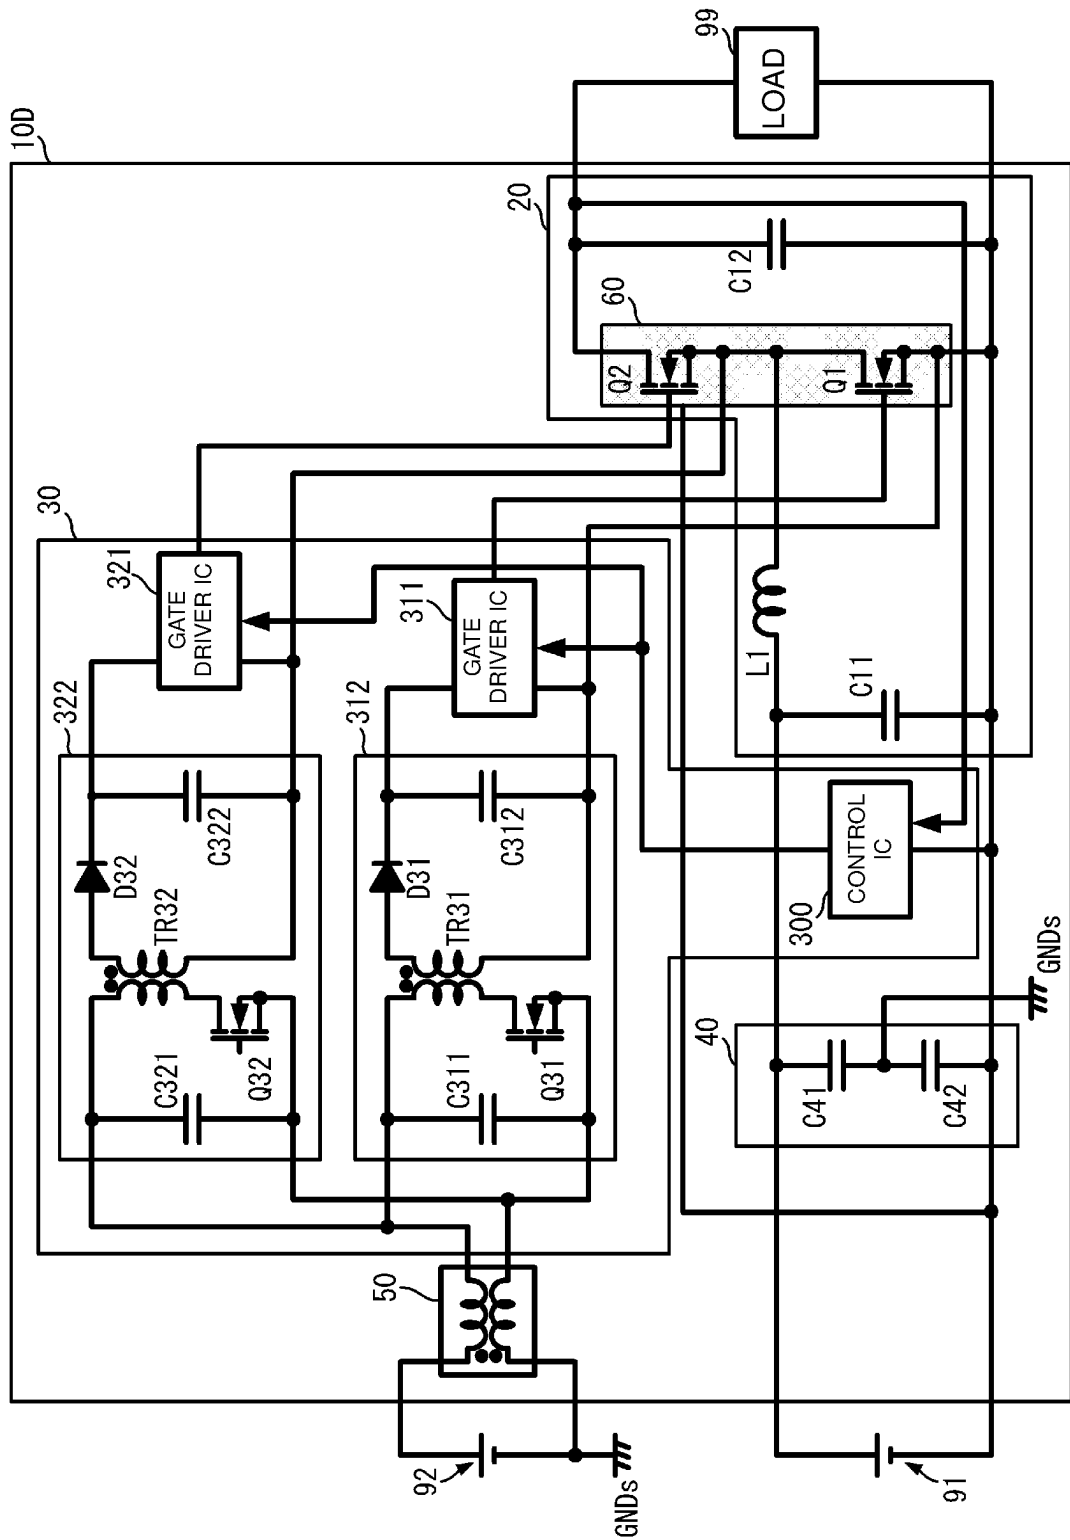 10D
30
322
321
GATE
DRIVER IC
D32
TR32
C322
C321
Q32
312
311
GATE
DRIVER IC
D31
TR31
C312
C311
Q31
50
92
GNDs
20
60
Q2
Q1
C12
99
LOAD
L1
C11
300
CONTROL
IC
40
C41
C42
GNDs
91